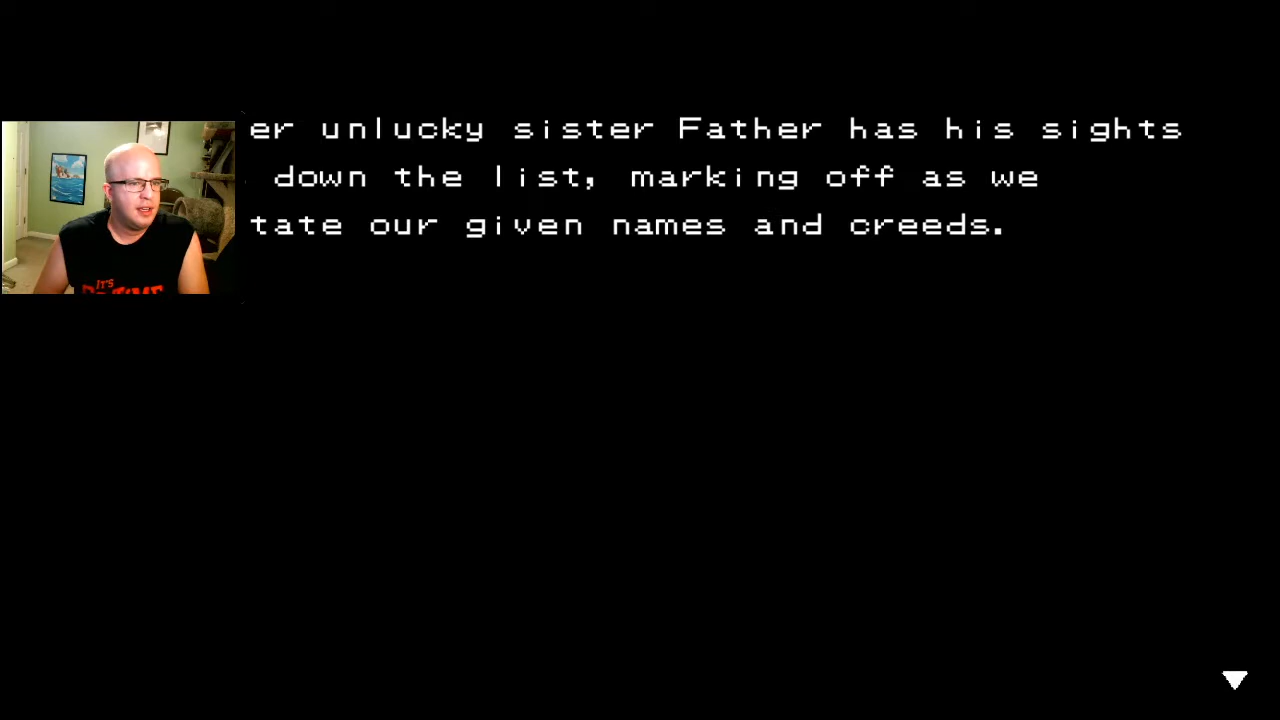 er unlucky sister Father has his sights
down the list, marking off as we
tate our given names and creeds.
IT'S